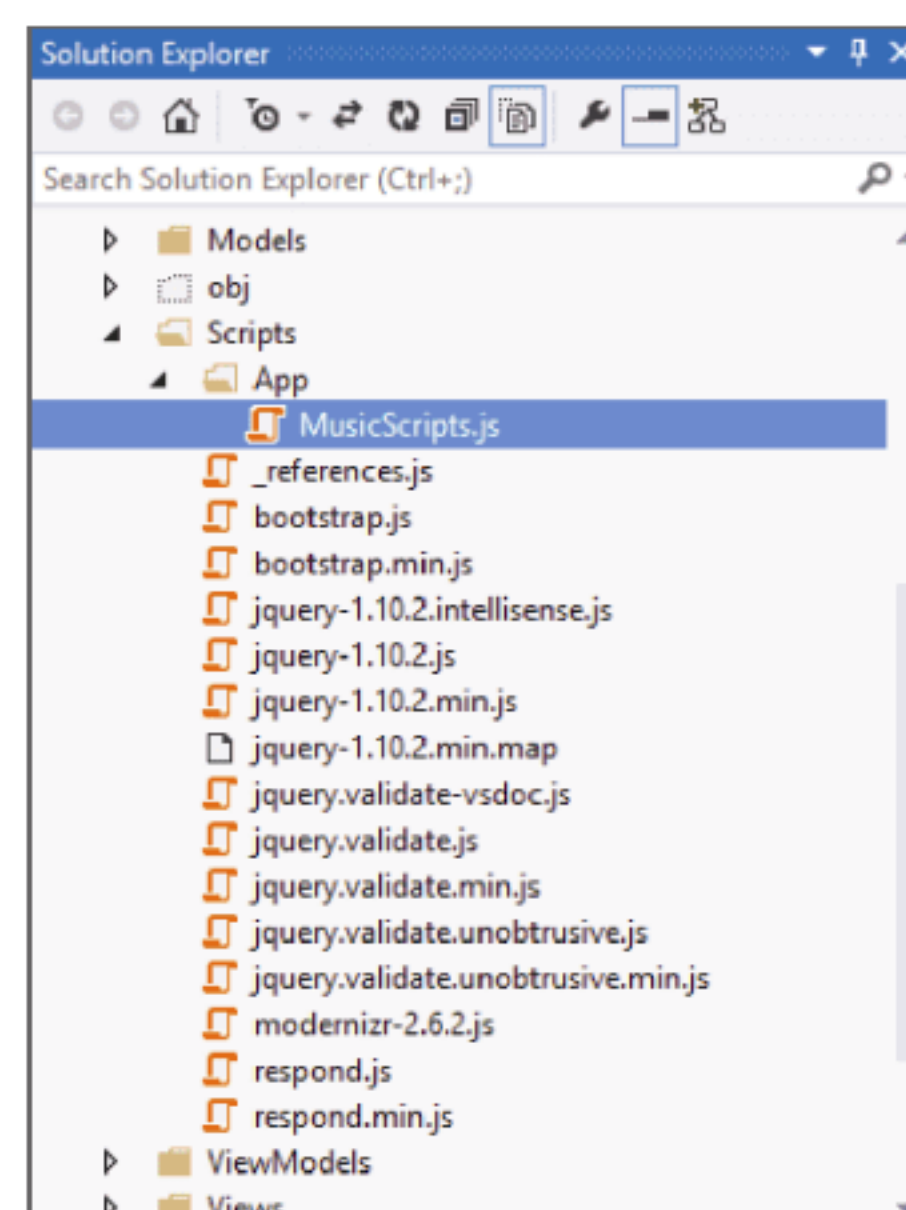 Solution Explorer
Search Solution Explorer (Ctrl+;)
Models
obj
Scripts
App
MusicScripts.js
_references.js
bootstrap.js
bootstrap.min.js
jquery-1.10.2.intellisense.js
jquery-1.10.2.js
jquery-1.10.2.min.js
jquery-1.10.2.min.map
jquery.validate-vsdoc.js
jquery.validate.js
jquery.validate.min.js
jquery.validate.unobtrusive.js
jquery.validate.unobtrusive.min.js
modernizr-2.6.2.js
respond.js
respond.min.js
ViewModels
Views